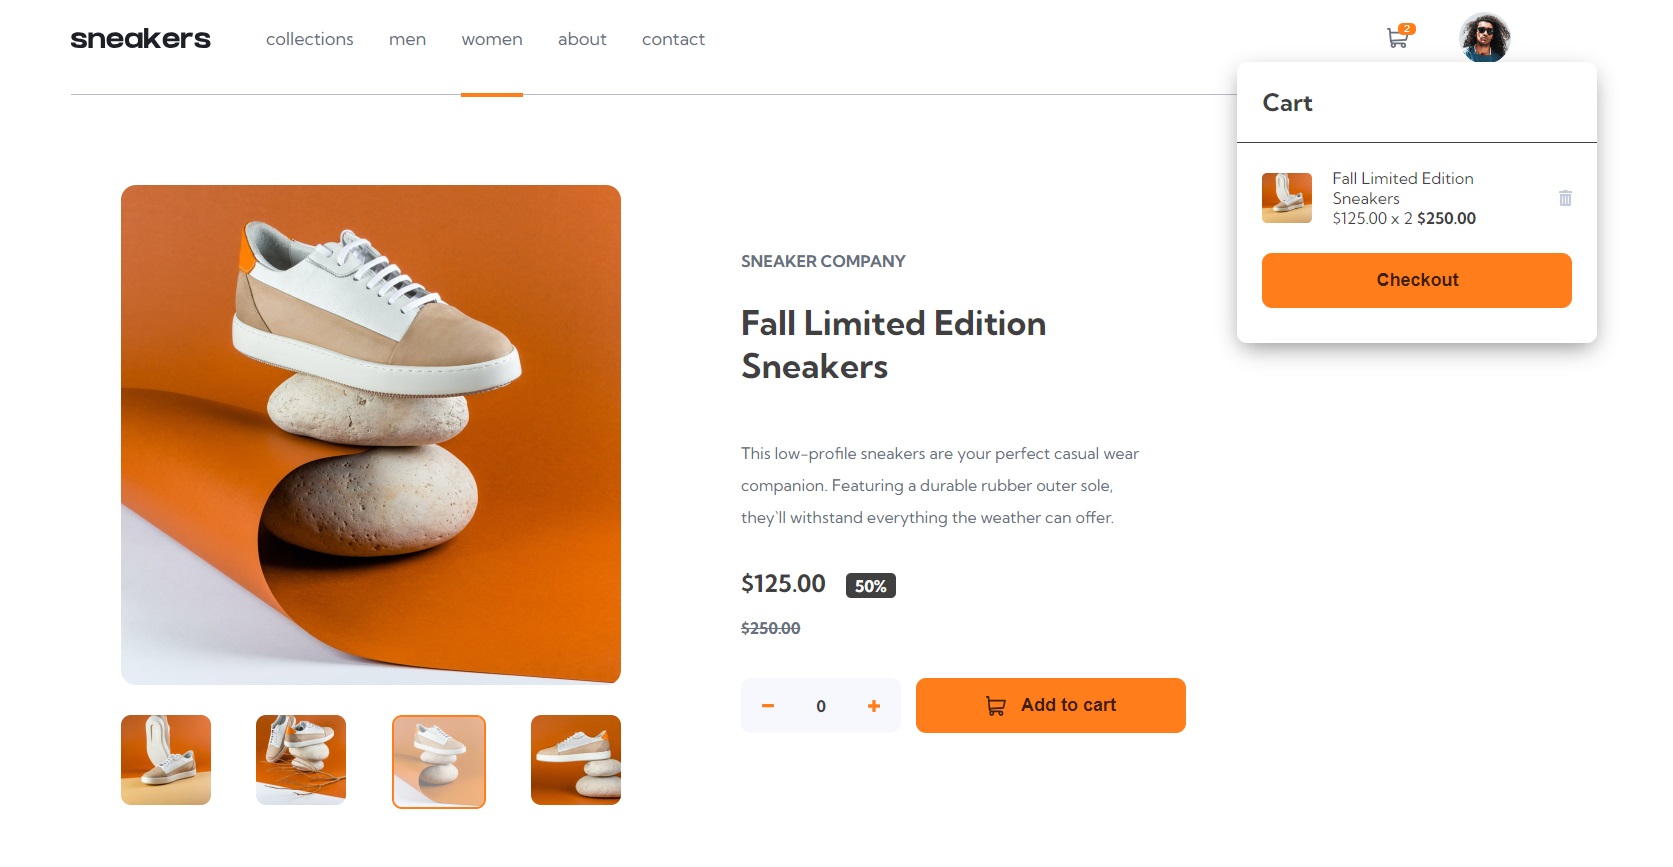 sneakers
collections
men
women
about
contact
2
Cart
Fall Limited Edition
Sneakers
$125.00 x 2 $250.00
Checkout
SNEAKER COMPANY
Fall Limited Edition
Sneakers
This low-profile sneakers are your perfect casual wear
companion. Featuring a durable rubber outer sole,
they`ll withstand everything the weather can offer.
$125.00 50%
$250.00
0
Add to cart